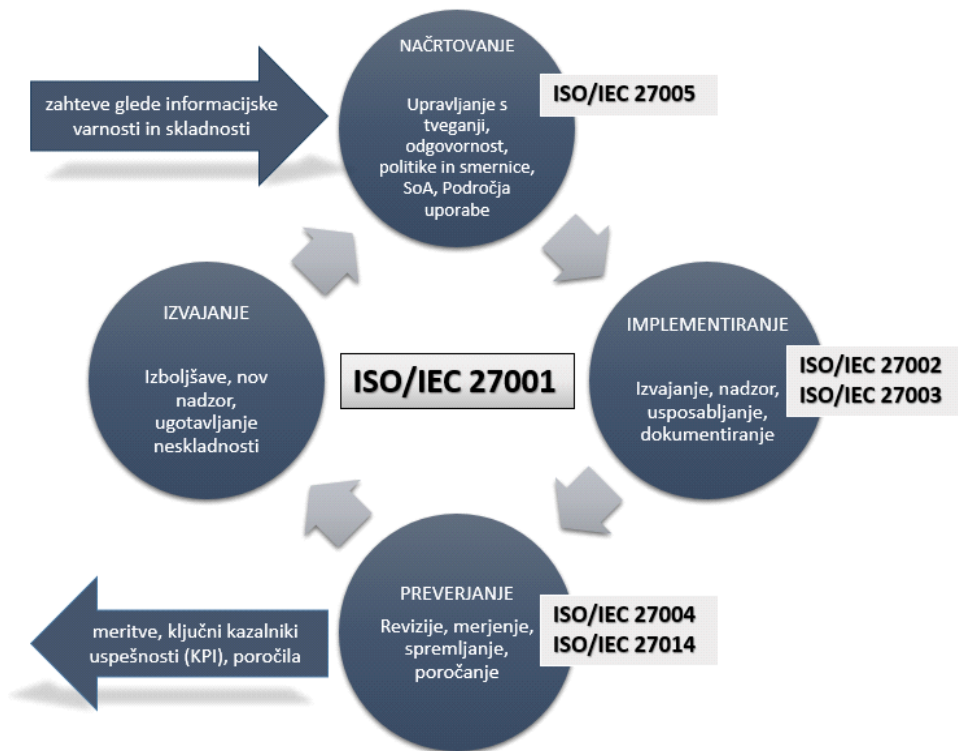 NAČRTOVANJE
Upravljanje s
tveganji,
odgovornost,
politike in smernice,
SoA, Področja
uporabe
ISO/IEC 27005
zahteve glede informacijske
varnosti in skladnosti
IZVAJANJE
Izboljšave, nov
nadzor,
ugotavljanje
neskladnosti
ISO/IEC 27001
IMPLEMENTIRANJE
Izvajanje, nadzor,
usposabljanje,
dokumentiranje
ISO/IEC 27002
ISO/IEC 27003
PREVERJANJE
Revizije, merjenje,
spremljanje,
poročanje
ISO/IEC 27004
ISO/IEC 27014
meritve, ključni kazalniki
uspešnosti (KPI), poročila